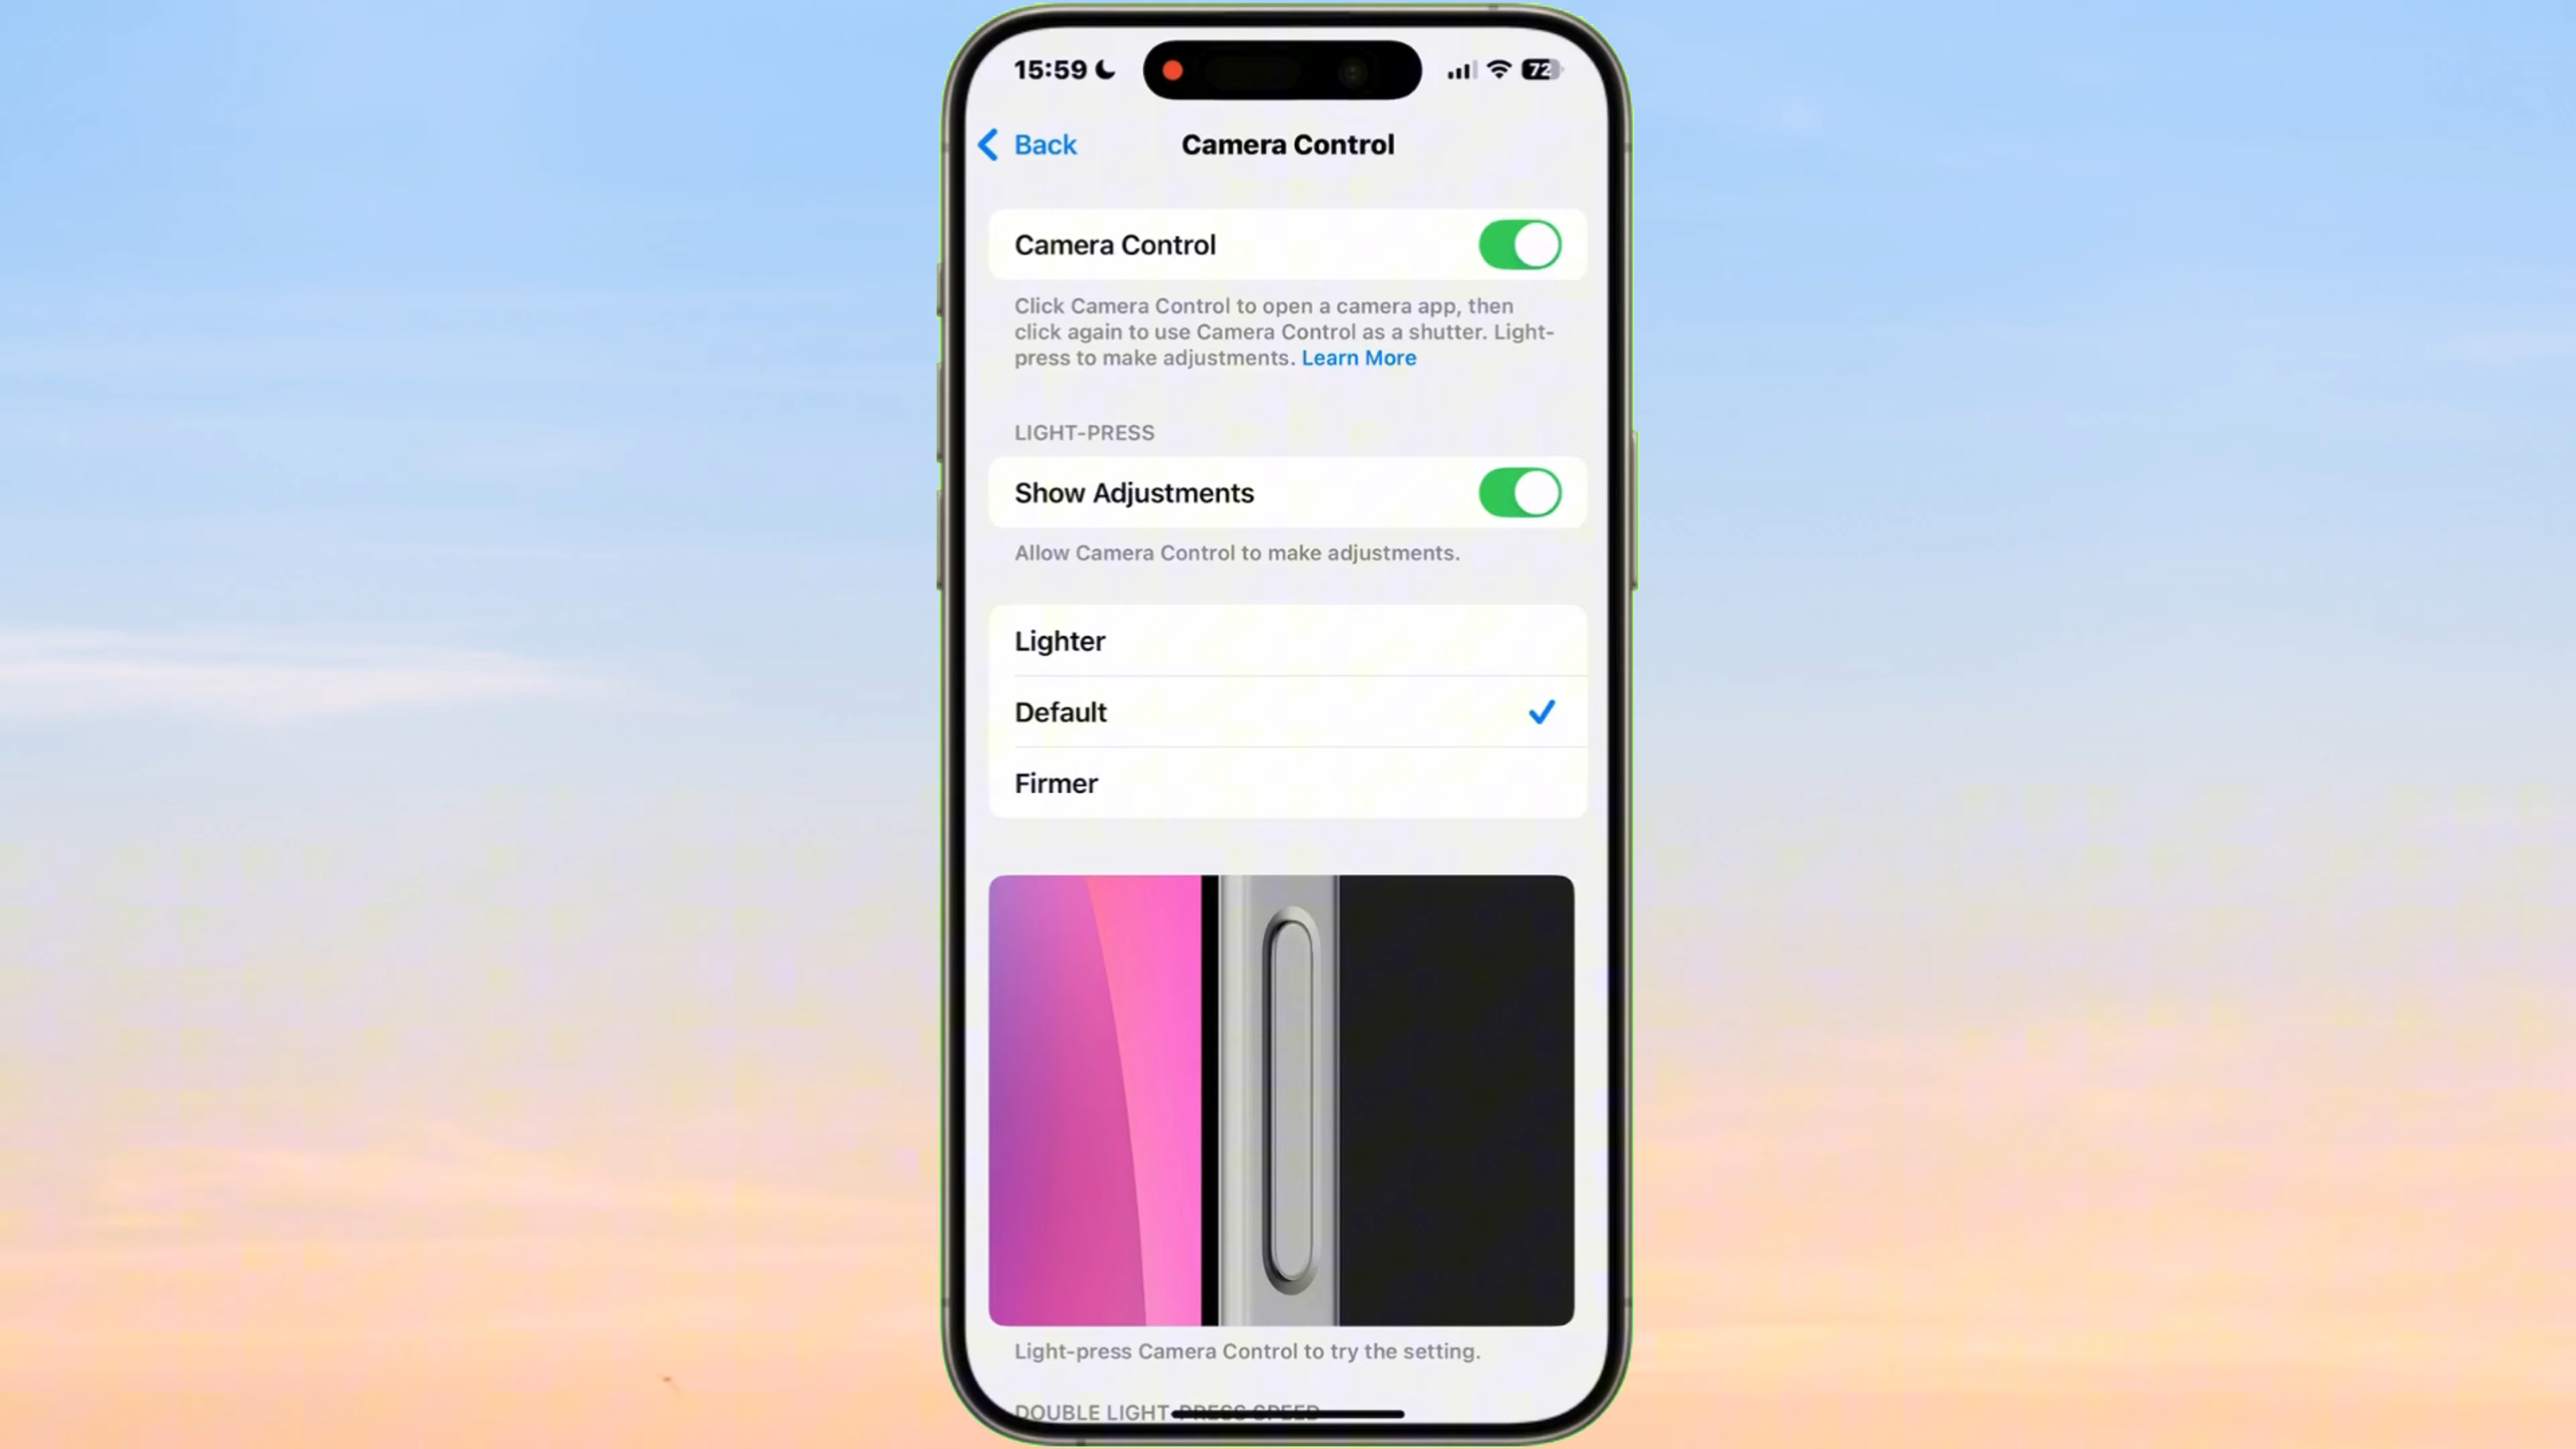 15:59
72
Back
Camera Control
Camera Control
Click Camera Control to open a camera app, then
click again to use Camera Control as a shutter. Light-
press to make adjustments. Learn More
LIGHT-PRESS
Show Adjustments
Allow Camera Control to make adjustments.
Lighter
Default
Firmer
Light-press Camera Control to try the setting.
DOUBLE LIGHT-PRESS SPEED